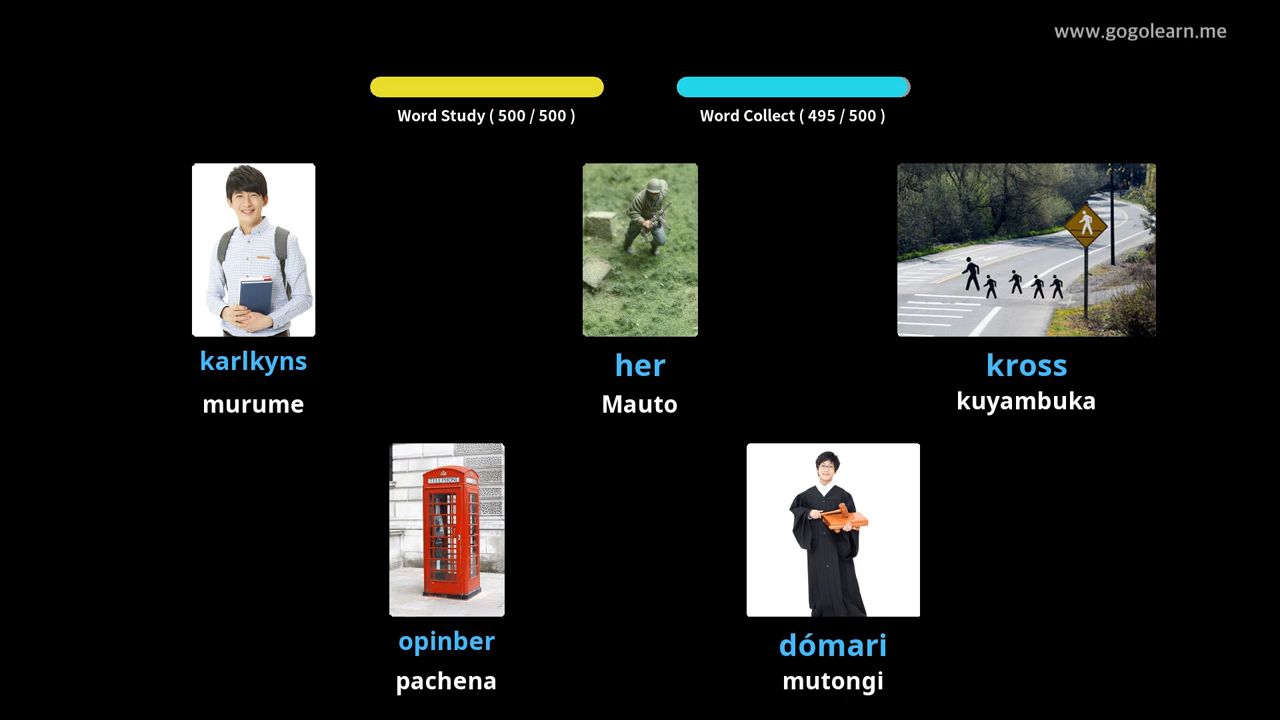 www.gogolearn.me
Word Study ( 500 / 500 )
Word Collect ( 495 / 500 )
karlkyns
murume
her
Mauto
kross
kuyambuka
TELEPHONE
opinber
pachena
dómari
mutongi